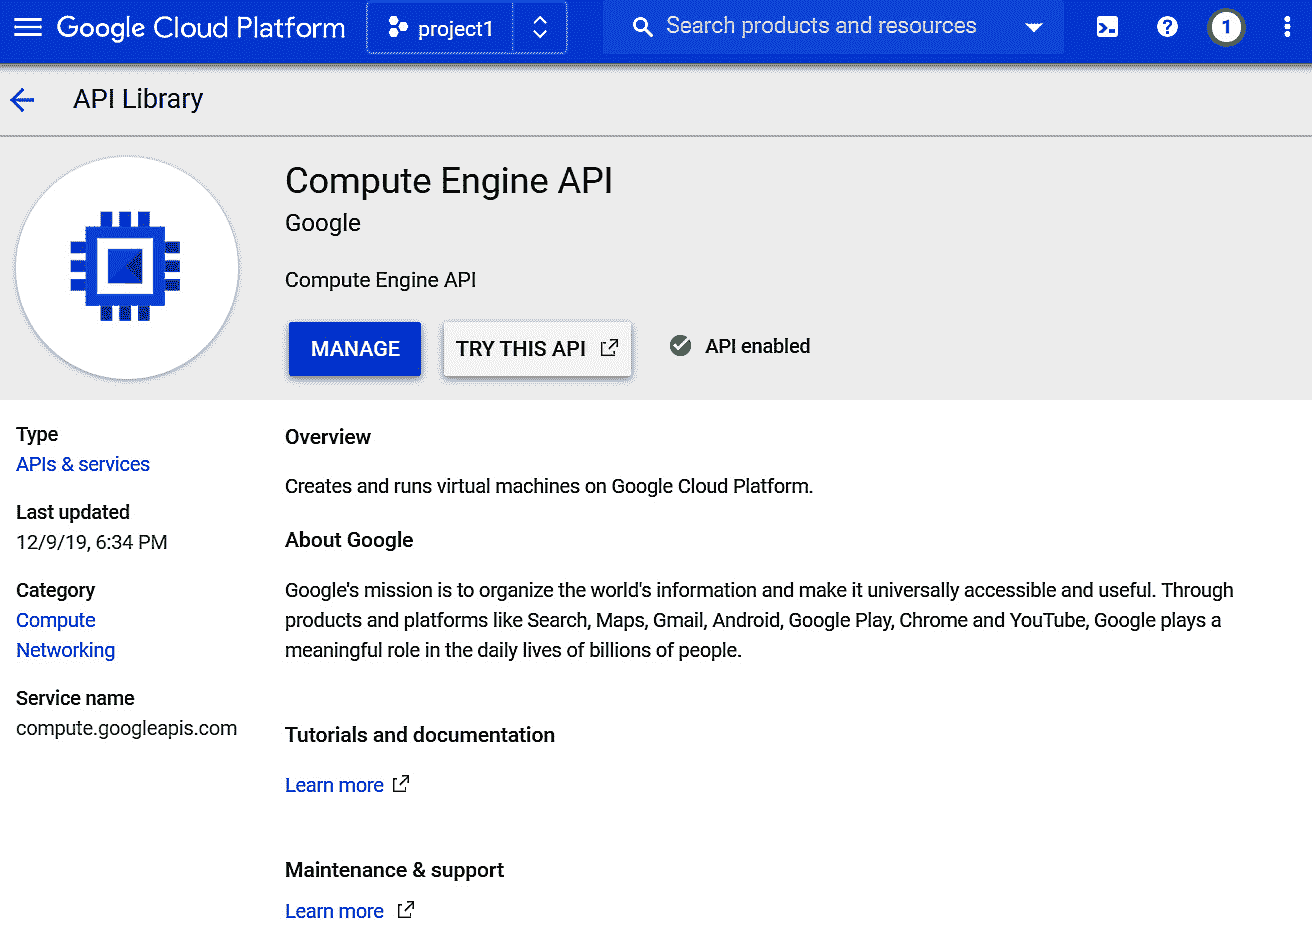 Google Cloud Platform project1 Search products and resources 1
API Library
Compute Engine API
Google
Compute Engine API
MANAGE TRY THIS API API enabled
Type
APIs & services
Last updated
12/9/19, 6:34 PM
Category
Compute
Networking
Service name
compute.googleapis.com
Overview
Creates and runs virtual machines on Google Cloud Platform.
About Google
Google's mission is to organize the world's information and make it universally accessible and useful. Through
products and platforms like Search, Maps, Gmail, Android, Google Play, Chrome and YouTube, Google plays a
meaningful role in the daily lives of billions of people.
Tutorials and documentation
Learn more
Maintenance & support
Learn more